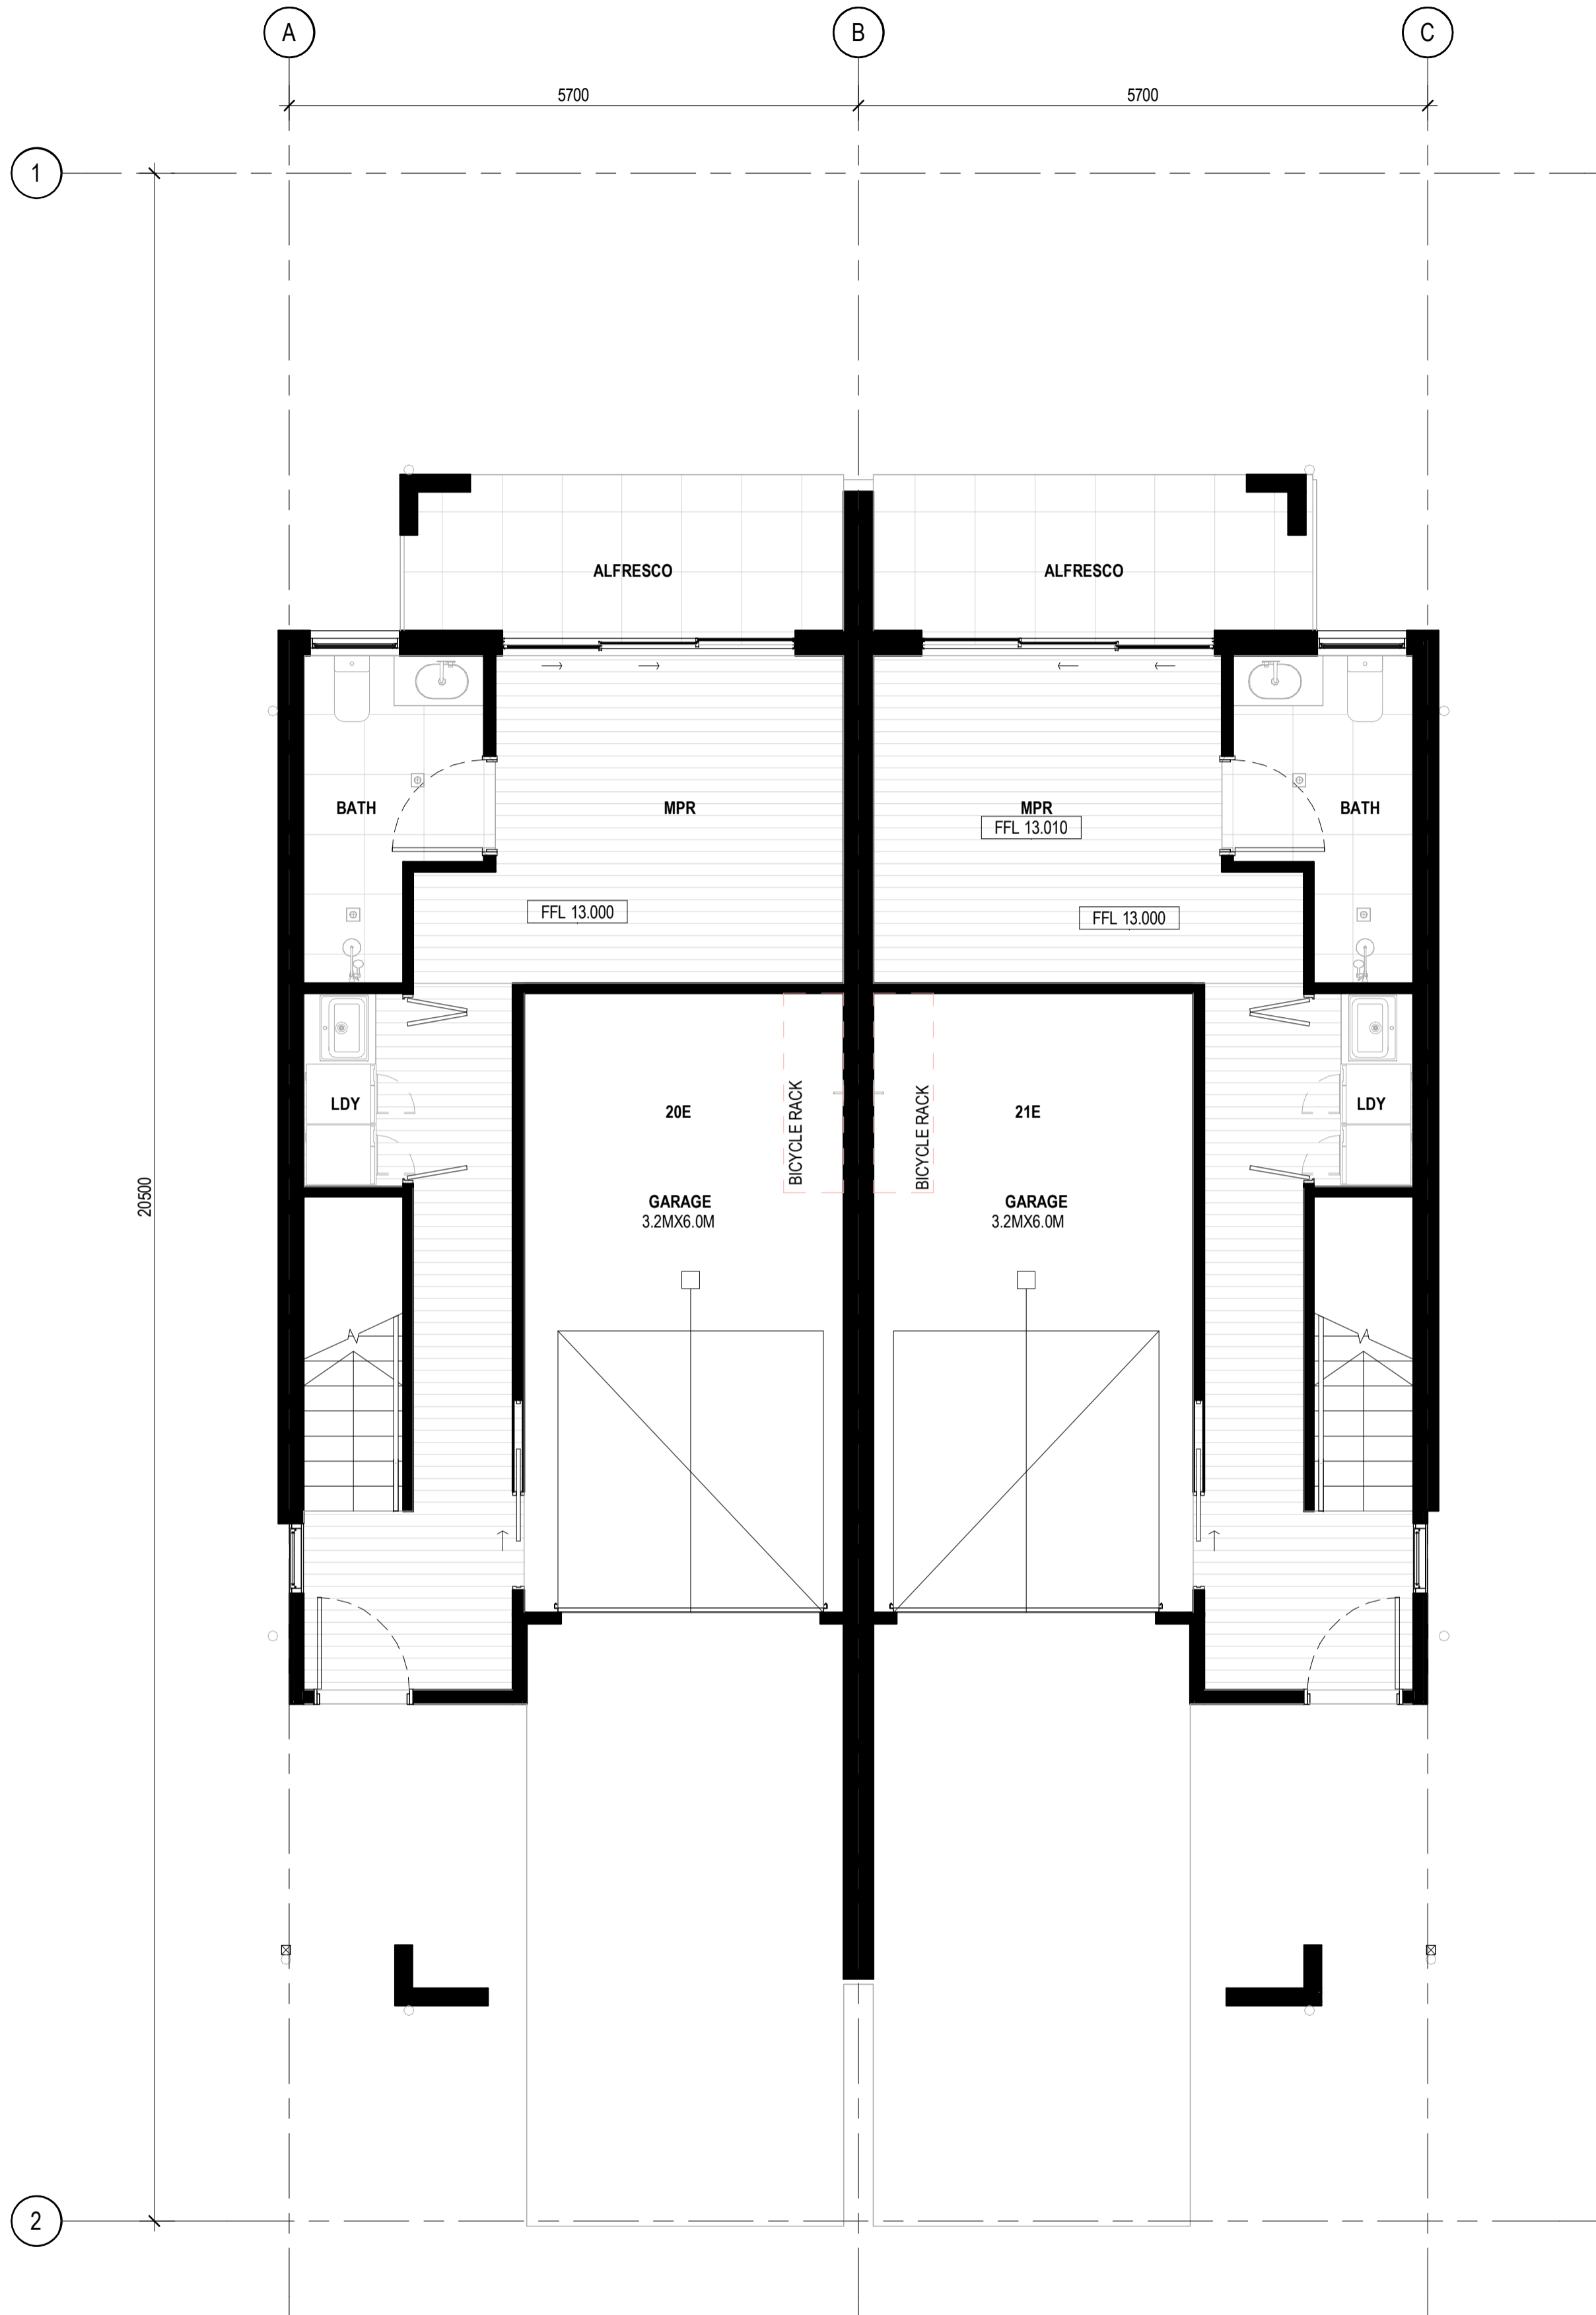 A
B
C
5700
5700
1
ALFRESCO
ALFRESCO
BATH
MPR
MPR
BATH
FFL 13.010
FFL 13.000
FFL 13.000
LDY
20E
BICYCLE RACK
BICYCLE RACK
21E
LDY
20500
GARAGE
3.2MX6.0M
GARAGE
3.2MX6.0M
2